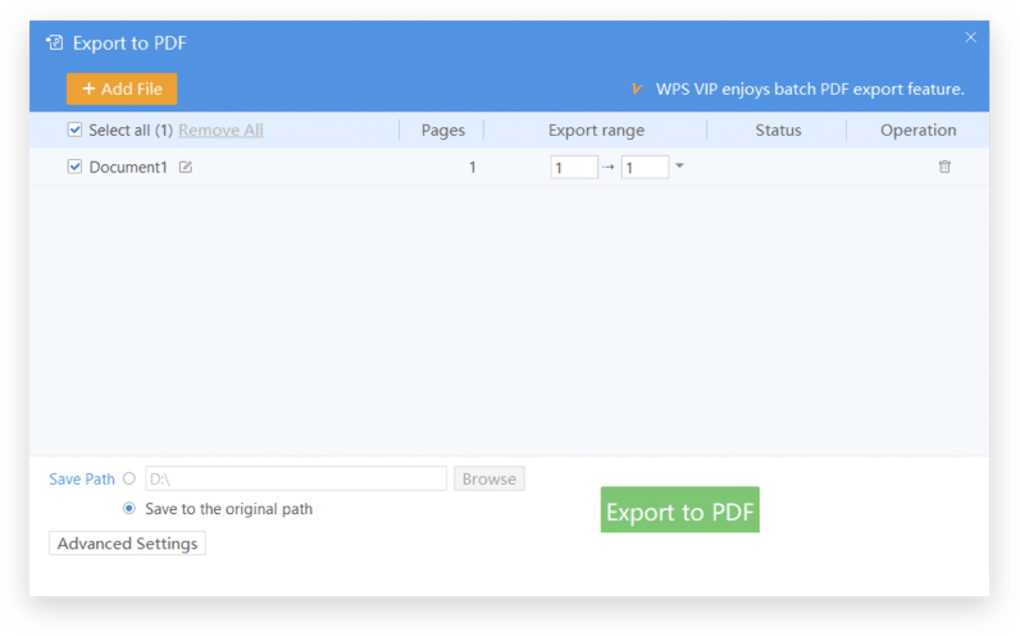 Export to PDF
+ Add File
WPS VIP enjoys batch PDF export feature.
Select all (1) Remove All Pages Export range Status Operation
Document1 1 1 → 1
Save Path D:\ Browse
Save to the original path
Export to PDF
Advanced Settings